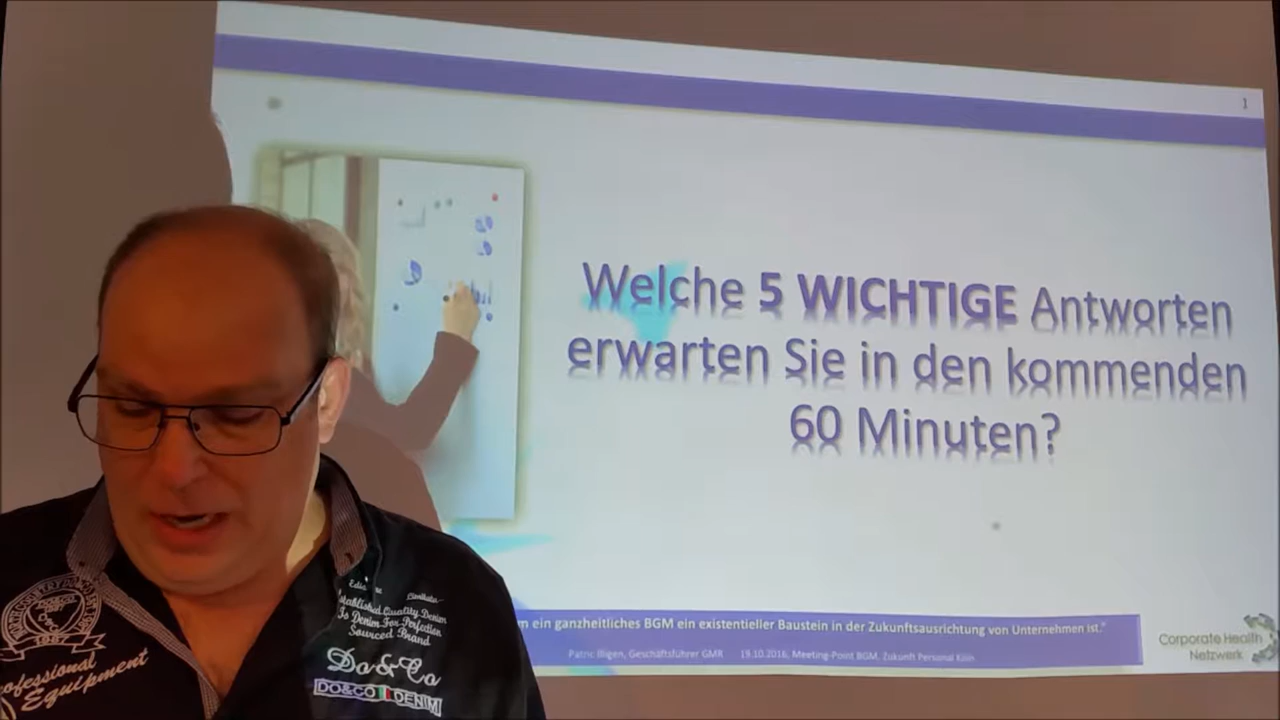 1
Welche 5 WICHTIGE Antworten
erwarten Sie in den kommenden
60 Minuten?
ein ganzheitliches BGM ein existentieller Baustein in der Zukunftsausrichtung von Unternehmen ist."
Patric Illigen, Geschäftsführer GMR 19.10.2016, Meeting-Point BGM, Zukunft Personal Köln
Corporate Health
Netzwerk
Established Quality Denim
Is Denim For Perfection
Sourced Brand
Do&Co
DO&CO DENIM
Professional
Equipment